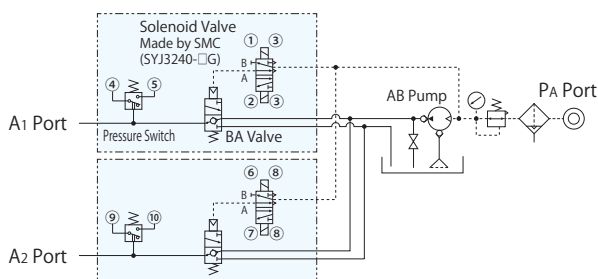 Solenoid Valve
Made by SMC
(SYJ3240-□G)
① ③
B
A
② ③
④ ⑤
A1 Port
Pressure Switch
BA Valve
AB Pump
PA Port
⑥ ⑧
B
A
⑦ ⑧
⑨ ⑩
A2 Port